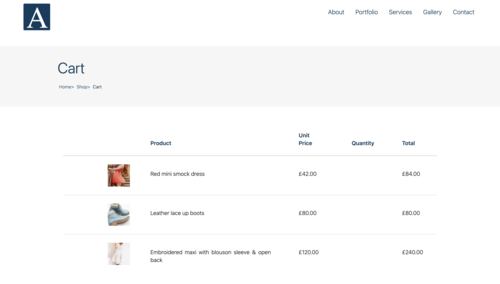 A
About Portfolio Services Gallery Contact
Cart
Home> Shop> Cart
Product Unit Price Quantity Total
Red mini smock dress £42.00 £84.00
Leather lace up boots £80.00 £80.00
Embroidered maxi with blouson sleeve & open £120.00 £240.00
back